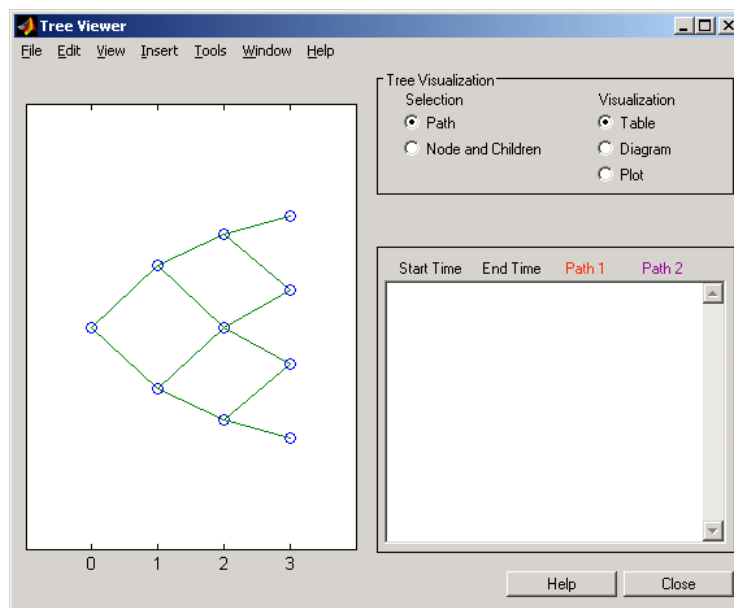 Tree Viewer
File Edit View Insert Tools Window Help
Tree Visualization
Selection Visualization
Path Table
Node and Children Diagram
Plot
Start Time End Time Path 1 Path 2
0 1 2 3
Help Close